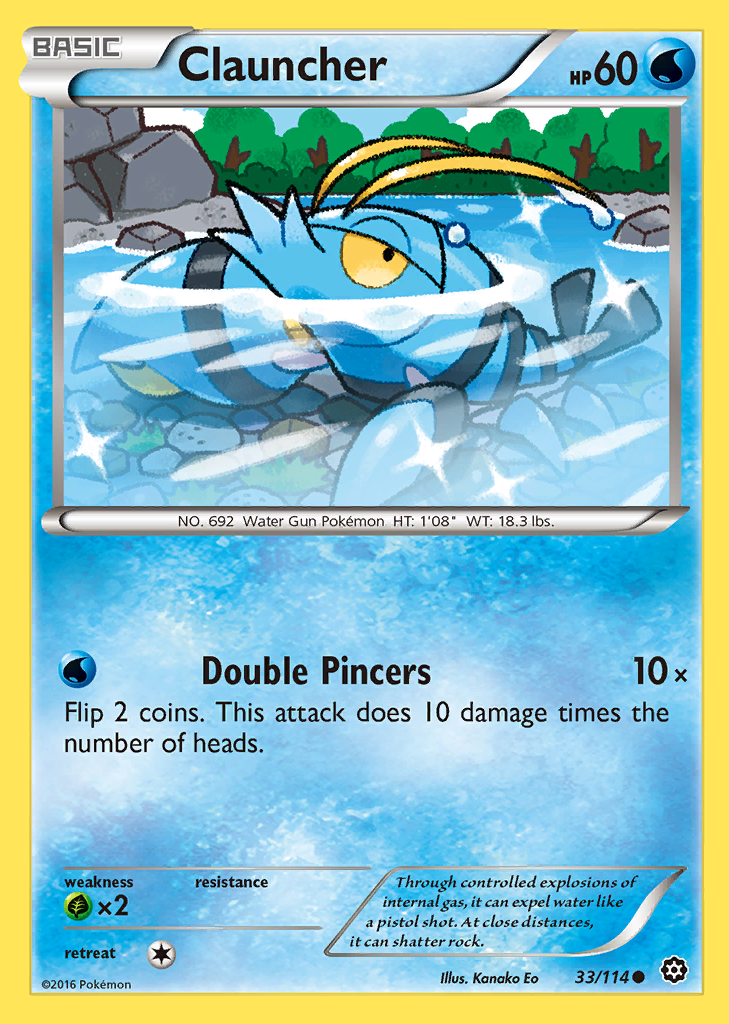 BASIC
Clauncher
HP60
NO. 692 Water Gun Pokémon HT: 1'08" WT: 18.3 lbs.
Double Pincers 10×
Flip 2 coins. This attack does 10 damage times the
number of heads.
weakness resistance
×2
Through controlled explosions of
internal gas, it can expel water like
a pistol shot. At close distances,
it can shatter rock.
retreat
©2016 Pokémon
Illus. Kanako Eo 33/114